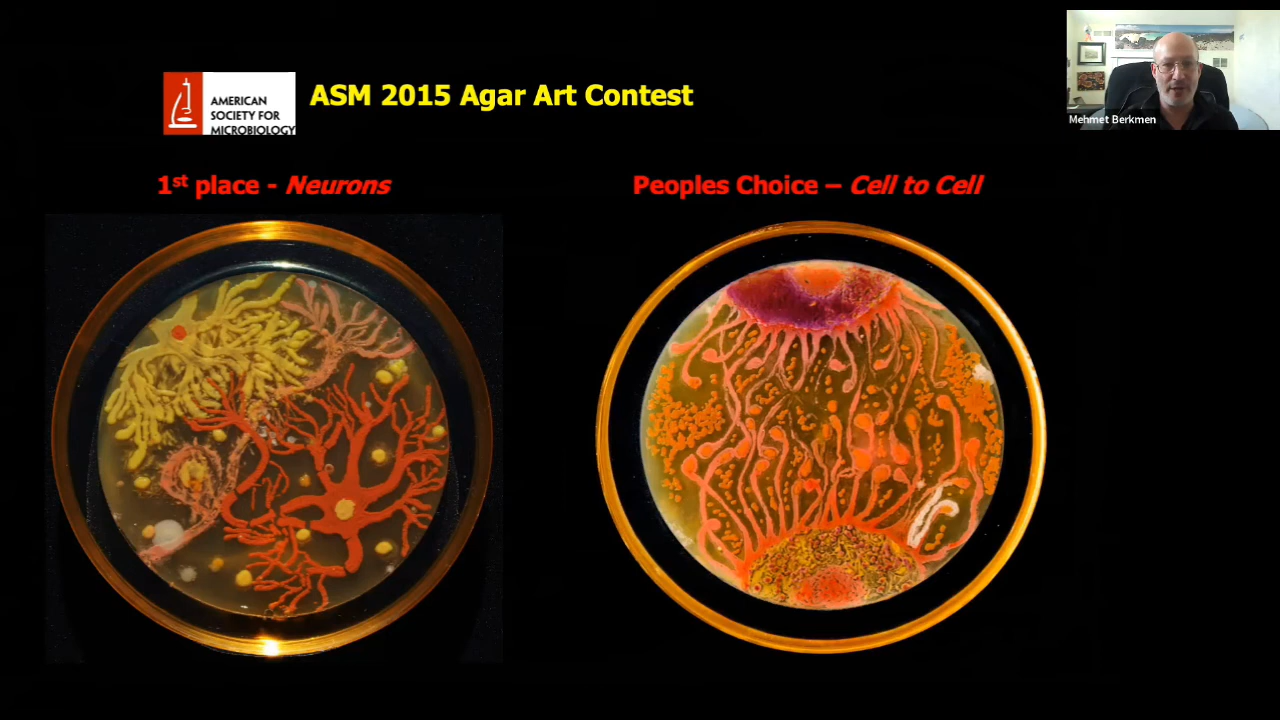 AMERICAN
SOCIETY FOR
MICROBIOLOGY
ASM 2015 Agar Art Contest
Mehmet Berkmen
1st place - Neurons
Peoples Choice – Cell to Cell